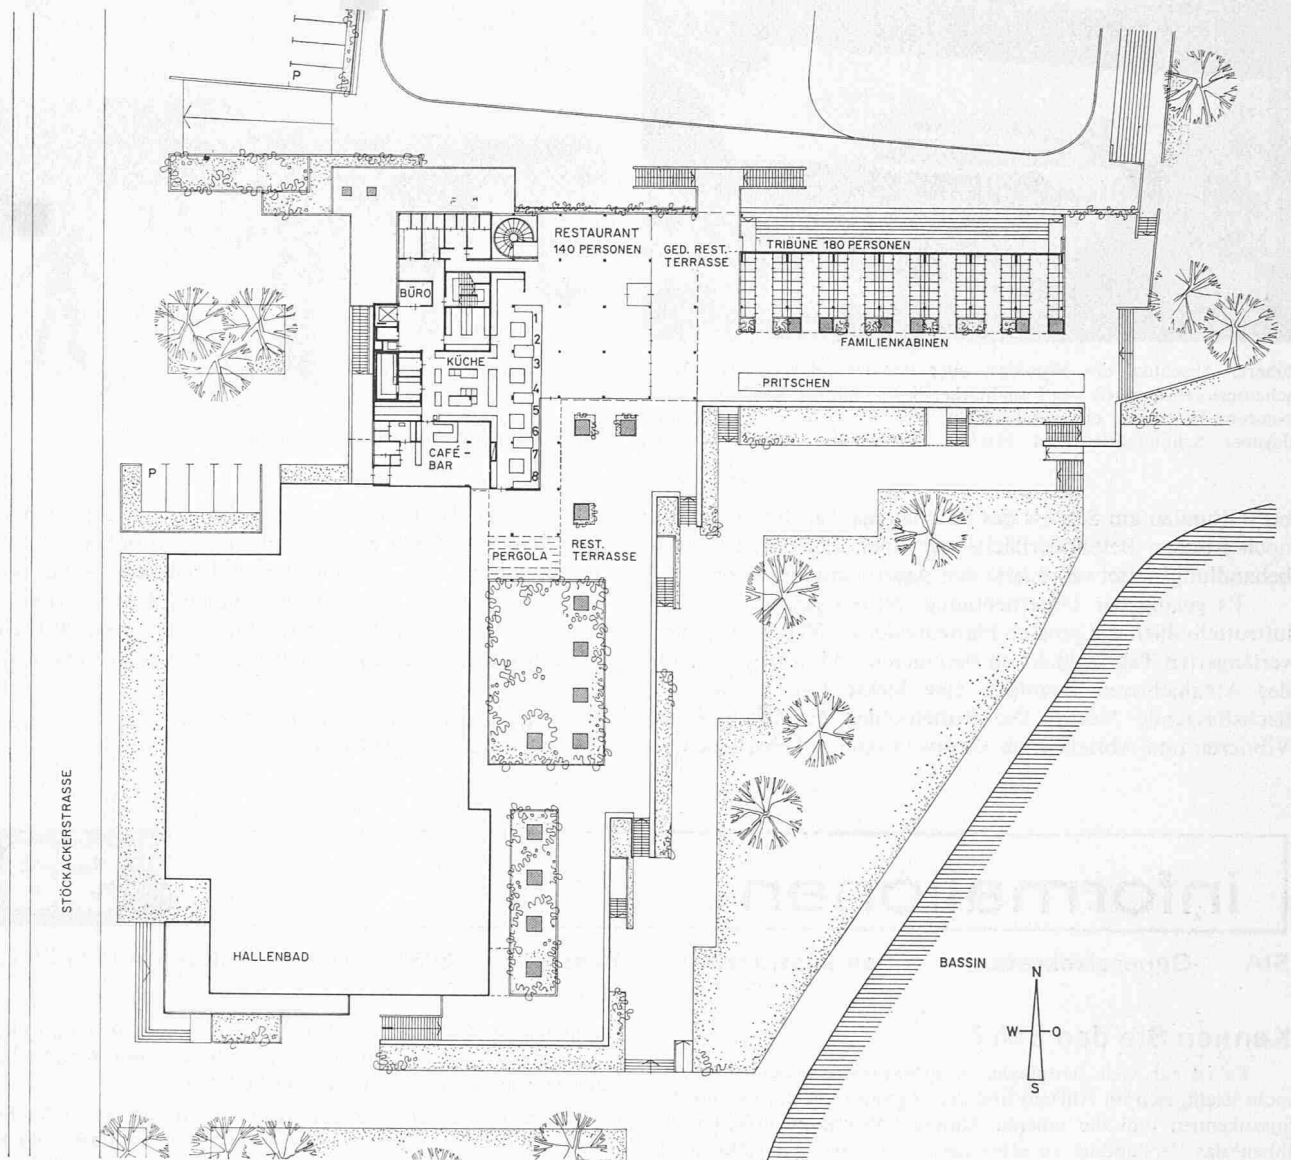 P
RESTAURANT
140 PERSONEN
GED. REST.
TERRASSE
TRIBÜNE 180 PERSONEN
BÜRO
1
2
3
4
5
6
7
8
KÜCHE
FAMILIENKABINEN
PRITSCHEN
CAFÉ-
BAR
P
PERGOLA
REST.
TERRASSE
STÖCKACKERSTRASSE
HALLENBAD
BASSIN
N
W O
S